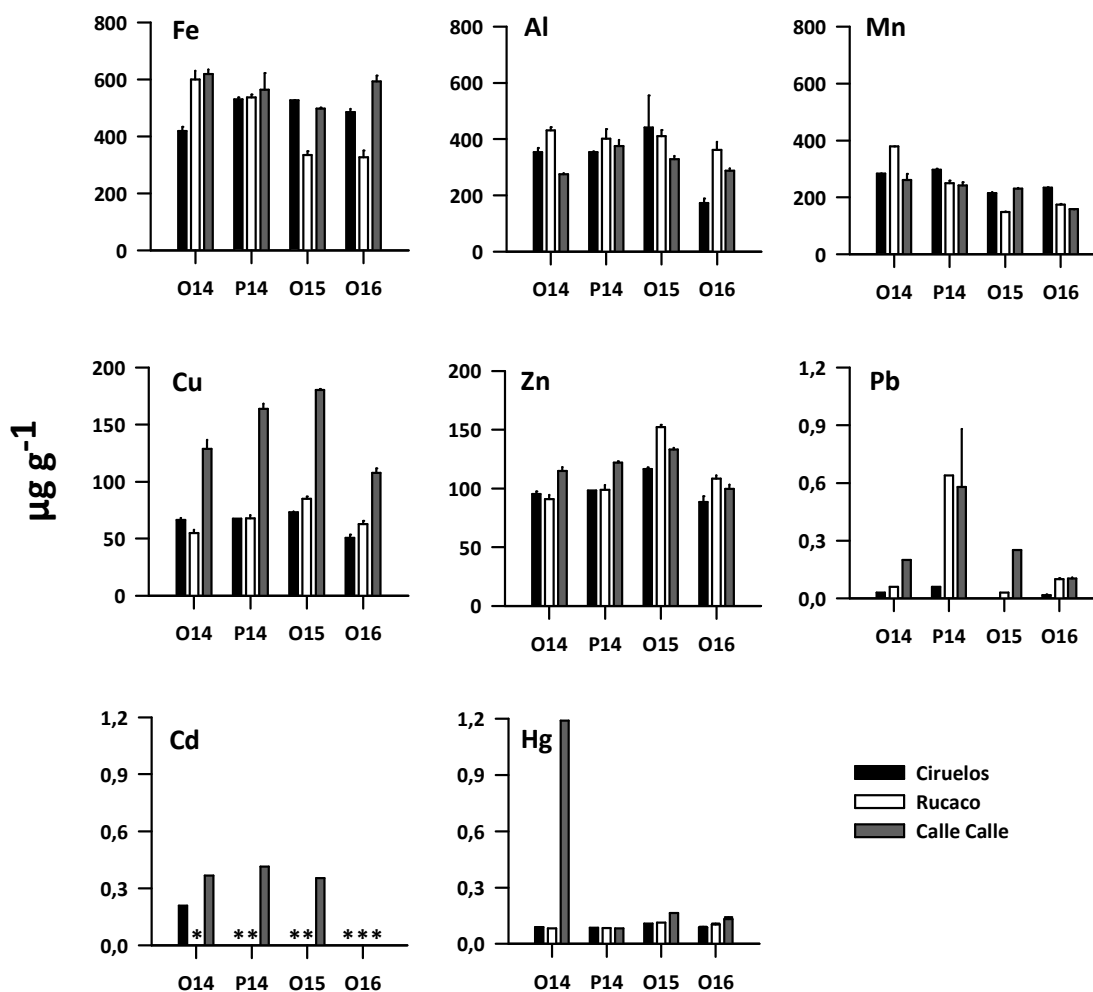 µg g-1
Fe
800
600
400
200
0
O14 P14 O15 O16
Al
800
600
400
200
0
O14 P14 O15 O16
Mn
800
600
400
200
0
O14 P14 O15 O16
Cu
200
150
100
50
0
O14 P14 O15 O16
Zn
200
150
100
50
0
O14 P14 O15 O16
Pb
1,2
0,9
0,6
0,3
0,0
O14 P14 O15 O16
Cd
1,2
0,9
0,6
0,3
0,0
* ** ** ***
O14 P14 O15 O16
Hg
1,2
0,9
0,6
0,3
0,0
O14 P14 O15 O16
Ciruelos
Rucaco
Calle Calle